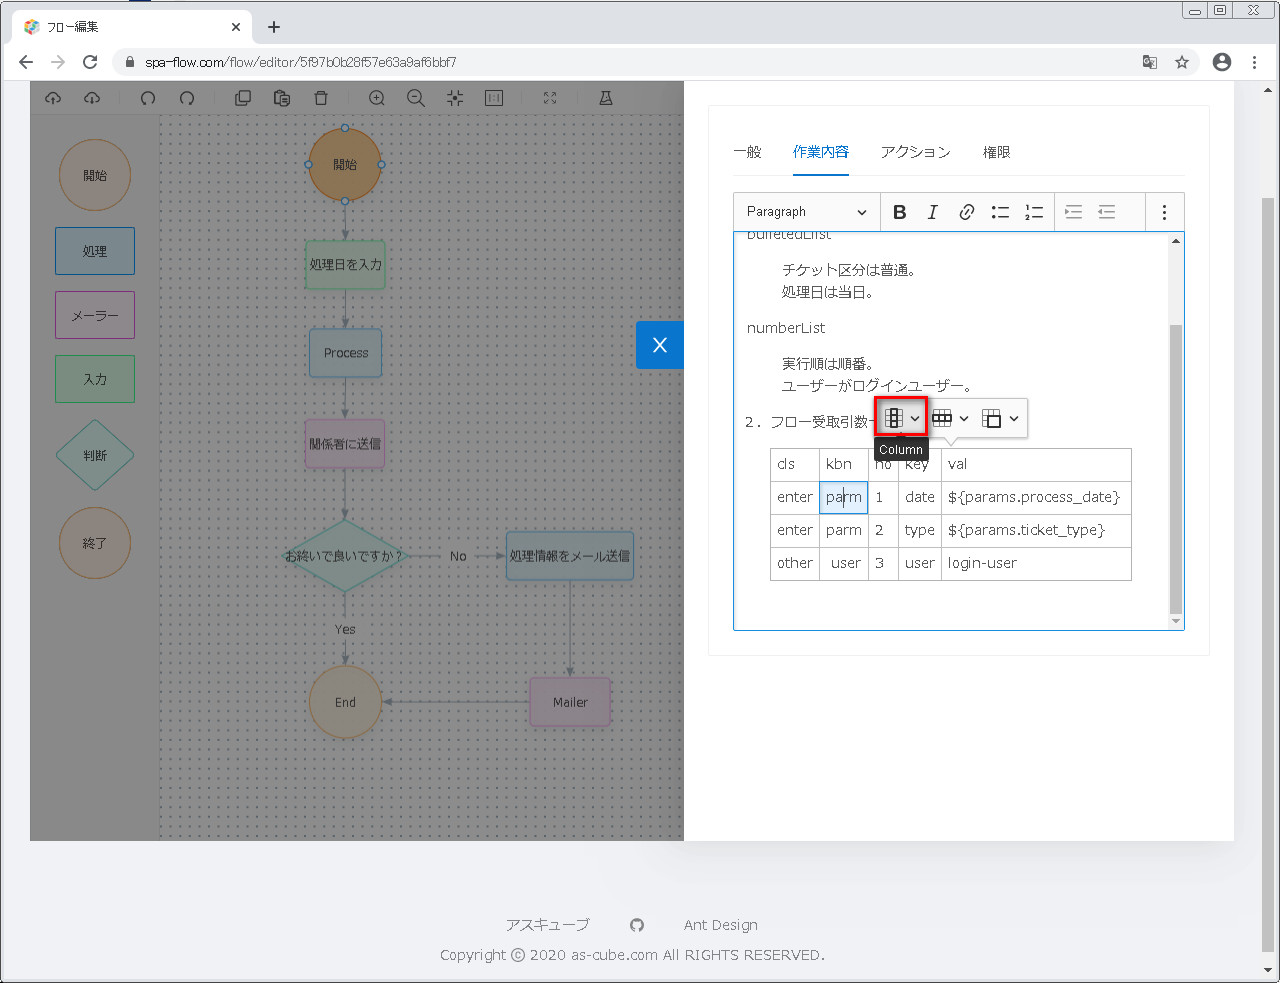 フロー編集
spa-flow.com/flow/editor/5f97b0b28f57e63a9af6bbf7
開始
処理
メーラー
入力
判断
終了
開始
処理日を入力
Process
関係者に送信
お終いで良いですか？
No
処理情報をメール送信
Yes
End
Mailer
一般 作業内容 アクション 権限
Paragraph
bulletedList
チケット区分は普通。
処理日は当日。
numberList
実行順は順番。
ユーザーがログインユーザー。
2. フロー受取引数
Column
cls kbn no key val
enter parm 1 date ${params.process_date}
enter parm 2 type ${params.ticket_type}
other user 3 user login-user
アスキューブ Ant Design
Copyright © 2020 as-cube.com All RIGHTS RESERVED.